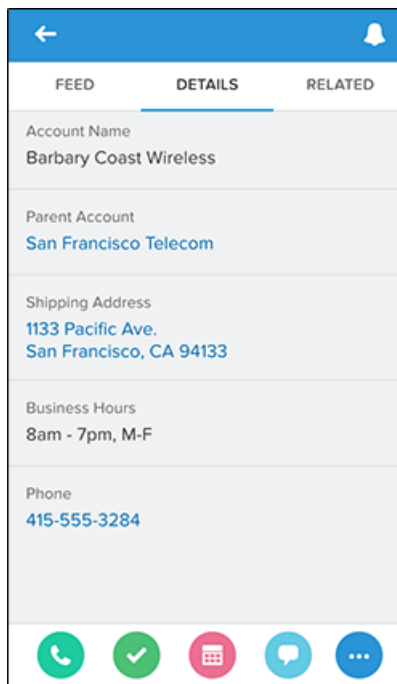 FEED DETAILS RELATED
Account Name
Barbary Coast Wireless
Parent Account
San Francisco Telecom
Shipping Address
1133 Pacific Ave.
San Francisco, CA 94133
Business Hours
8am - 7pm, M-F
Phone
415-555-3284